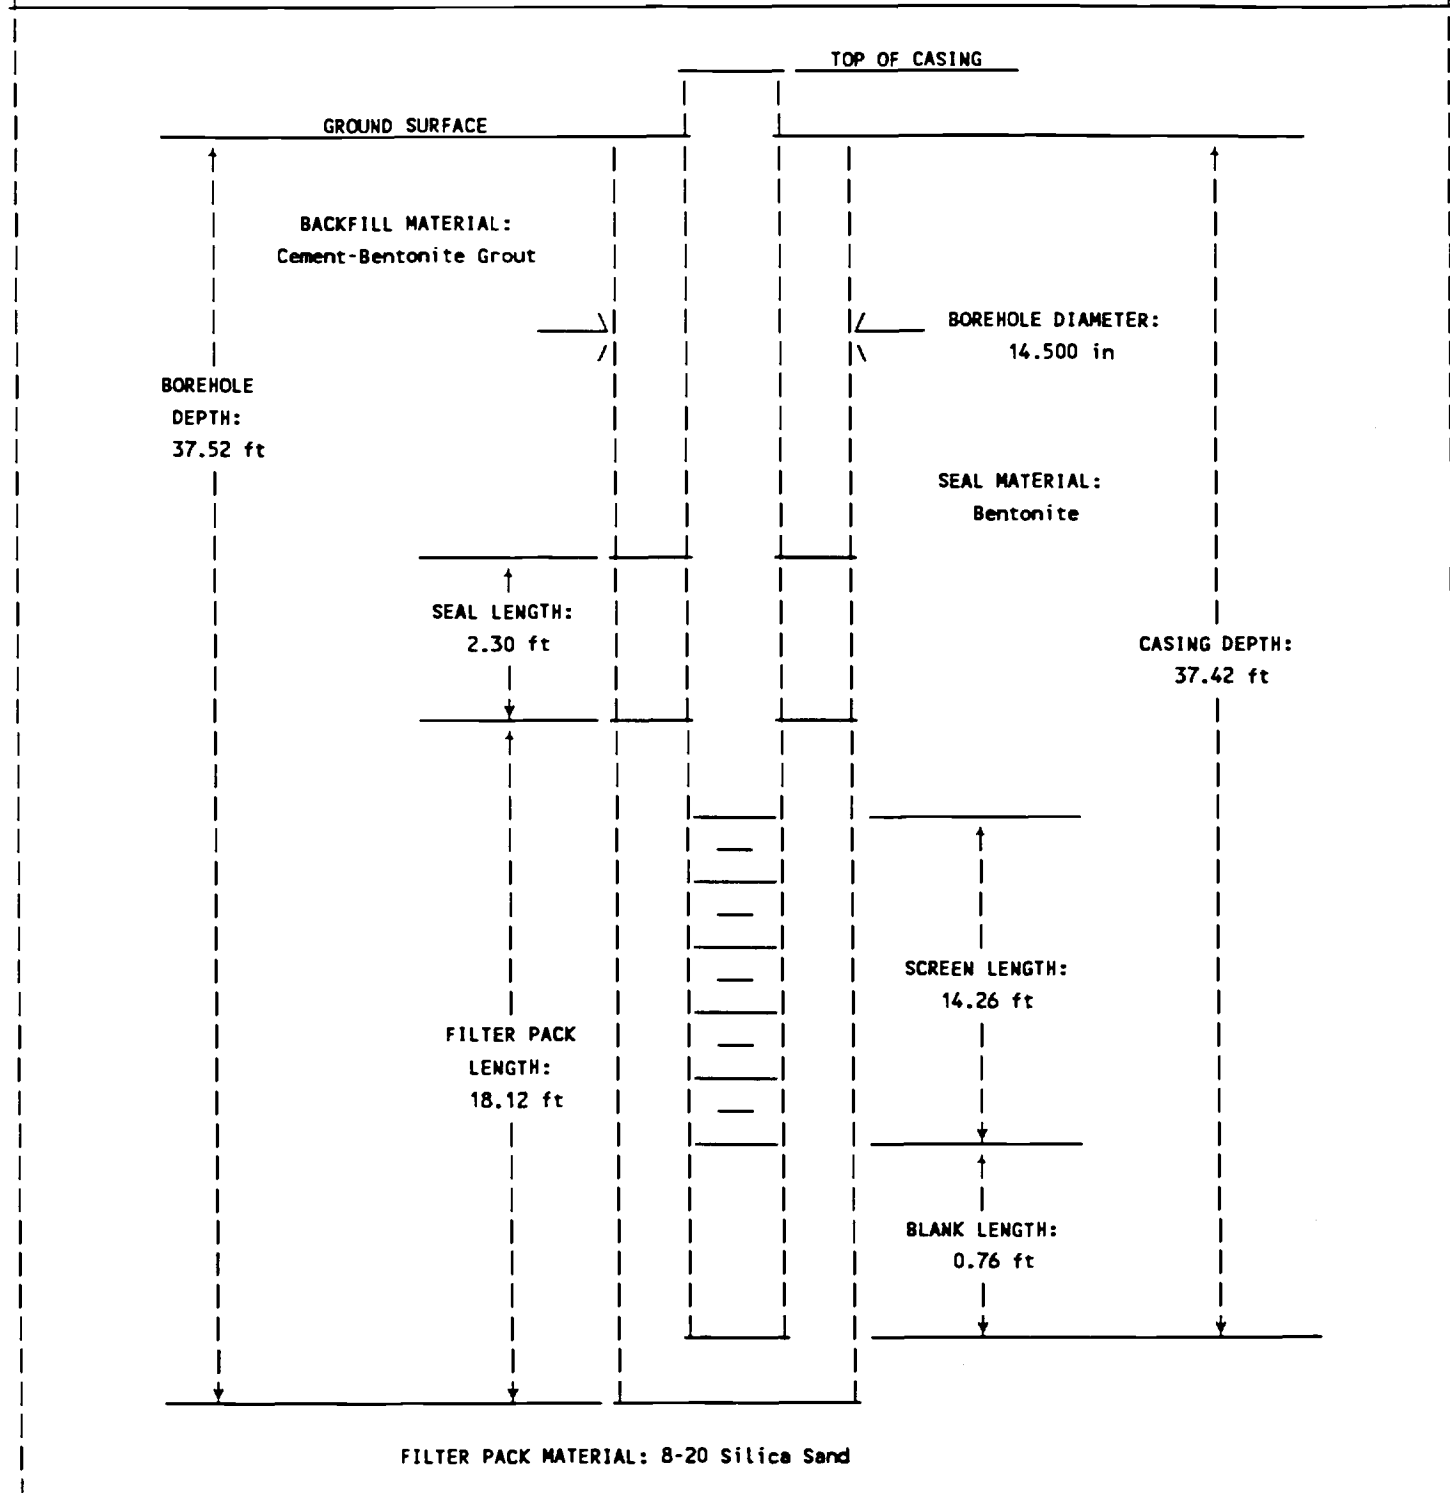 TOP OF CASING
GROUND SURFACE
BACKFILL MATERIAL:
Cement-Bentonite Grout
BOREHOLE DIAMETER:
14.500 in
BOREHOLE
DEPTH:
37.52 ft
SEAL MATERIAL:
Bentonite
SEAL LENGTH:
2.30 ft
CASING DEPTH:
37.42 ft
SCREEN LENGTH:
14.26 ft
FILTER PACK
LENGTH:
18.12 ft
BLANK LENGTH:
0.76 ft
FILTER PACK MATERIAL: 8-20 Silica Sand